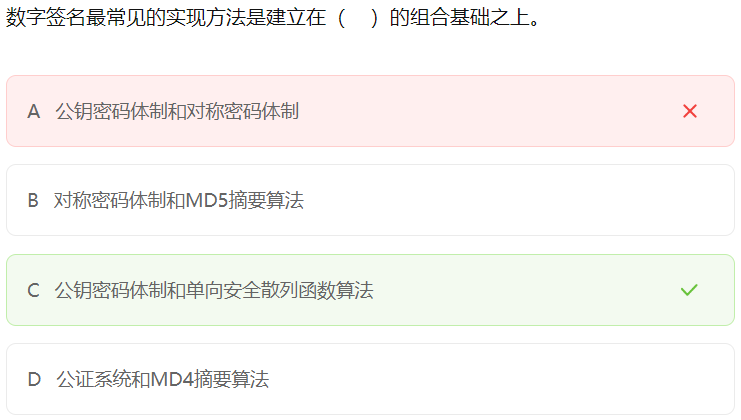 数字签名最常见的实现方法是建立在（　）的组合基础之上。
A 公钥密码体制和对称密码体制
B 对称密码体制和MD5摘要算法
C 公钥密码体制和单向安全散列函数算法
D 公证系统和MD4摘要算法